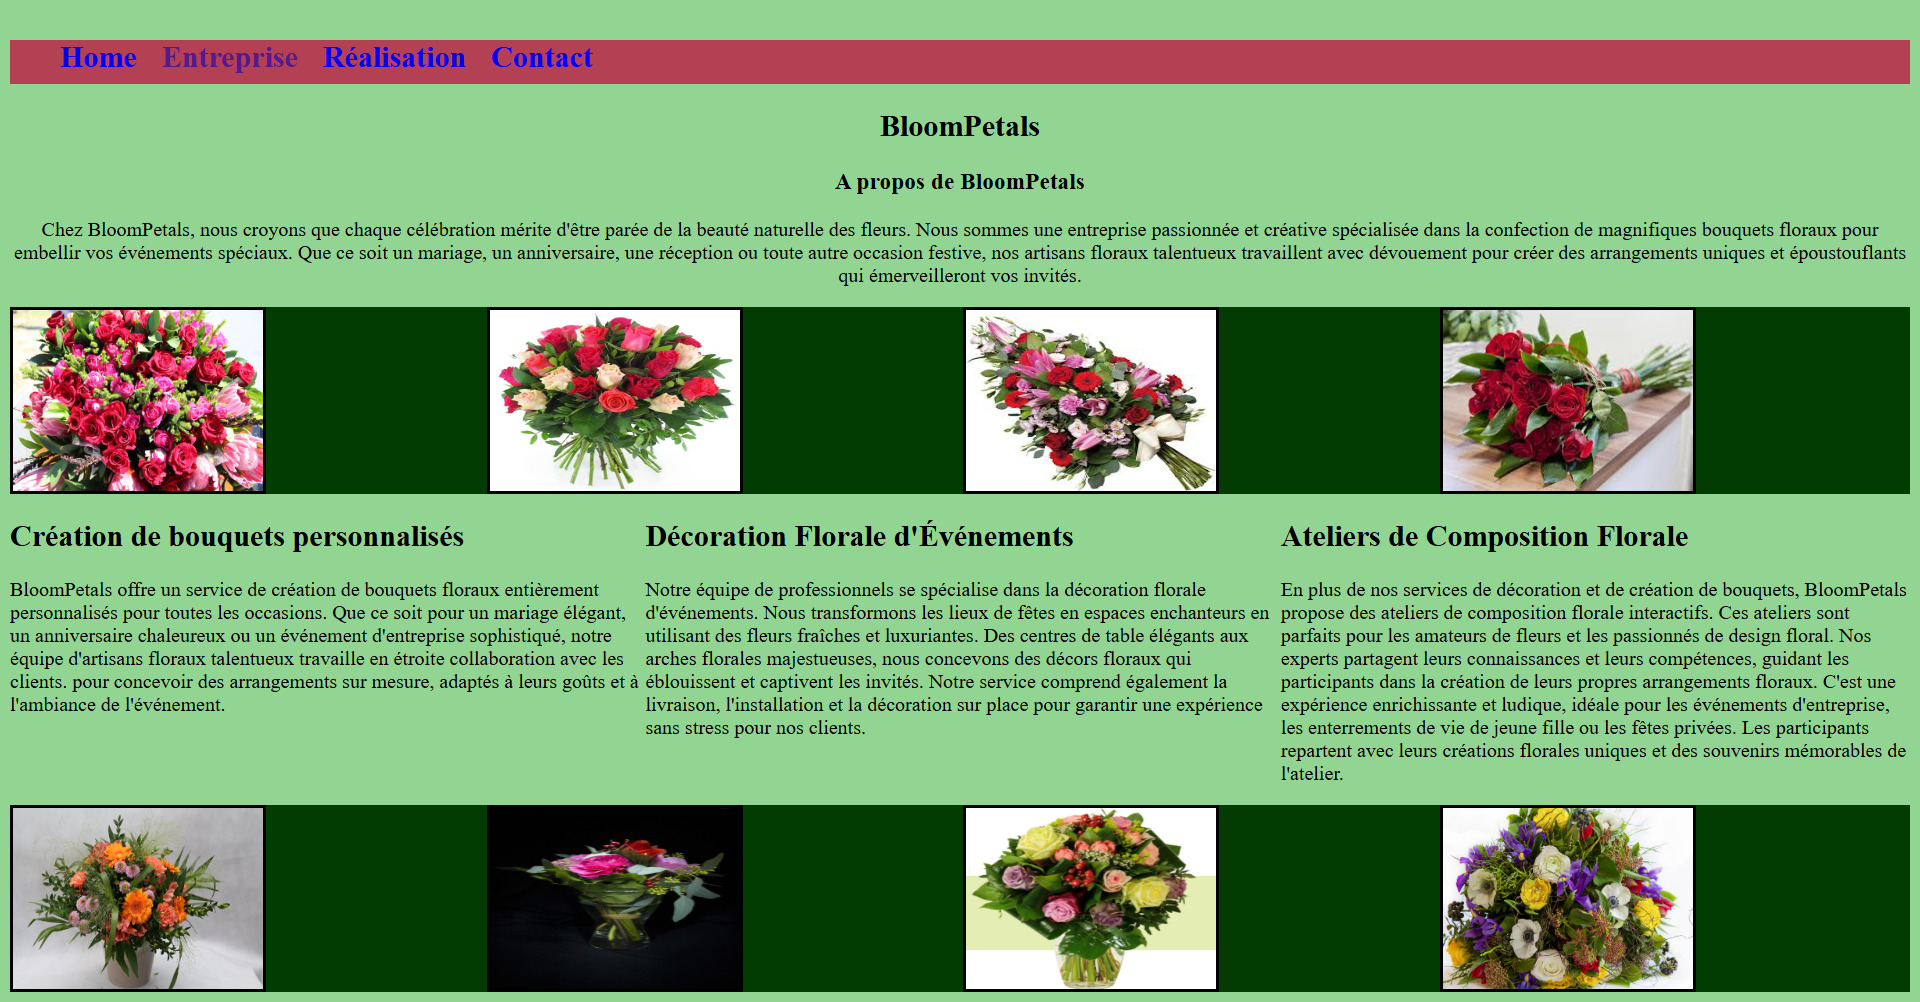 Home Entreprise Réalisation Contact
BloomPetals
A propos de BloomPetals
Chez BloomPetals, nous croyons que chaque célébration mérite d'être parée de la beauté naturelle des fleurs. Nous sommes une entreprise passionnée et créative spécialisée dans la confection de magnifiques bouquets floraux pour
embellir vos événements spéciaux. Que ce soit un mariage, un anniversaire, une réception ou toute autre occasion festive, nos artisans floraux talentueux travaillent avec dévouement pour créer des arrangements uniques et époustouflants
qui émerveilleront vos invités.
Création de bouquets personnalisés
BloomPetals offre un service de création de bouquets floraux entièrement
personnalisés pour toutes les occasions. Que ce soit pour un mariage élégant,
un anniversaire chaleureux ou un événement d'entreprise sophistiqué, notre
équipe d'artisans floraux talentueux travaille en étroite collaboration avec les
clients. pour concevoir des arrangements sur mesure, adaptés à leurs goûts et à
l'ambiance de l'événement.
Décoration Florale d'Événements
Notre équipe de professionnels se spécialise dans la décoration florale
d'événements. Nous transformons les lieux de fêtes en espaces enchanteurs en
utilisant des fleurs fraîches et luxuriantes. Des centres de table élégants aux
arches florales majestueuses, nous concevons des décors floraux qui
éblouissent et captivent les invités. Notre service comprend également la
livraison, l'installation et la décoration sur place pour garantir une expérience
sans stress pour nos clients.
Ateliers de Composition Florale
En plus de nos services de décoration et de création de bouquets, BloomPetals
propose des ateliers de composition florale interactifs. Ces ateliers sont
parfaits pour les amateurs de fleurs et les passionnés de design floral. Nos
experts partagent leurs connaissances et leurs compétences, guidant les
participants dans la création de leurs propres arrangements floraux. C'est une
expérience enrichissante et ludique, idéale pour les événements d'entreprise,
les enterrements de vie de jeune fille ou les fêtes privées. Les participants
repartent avec leurs créations florales uniques et des souvenirs mémorables de
l'atelier.